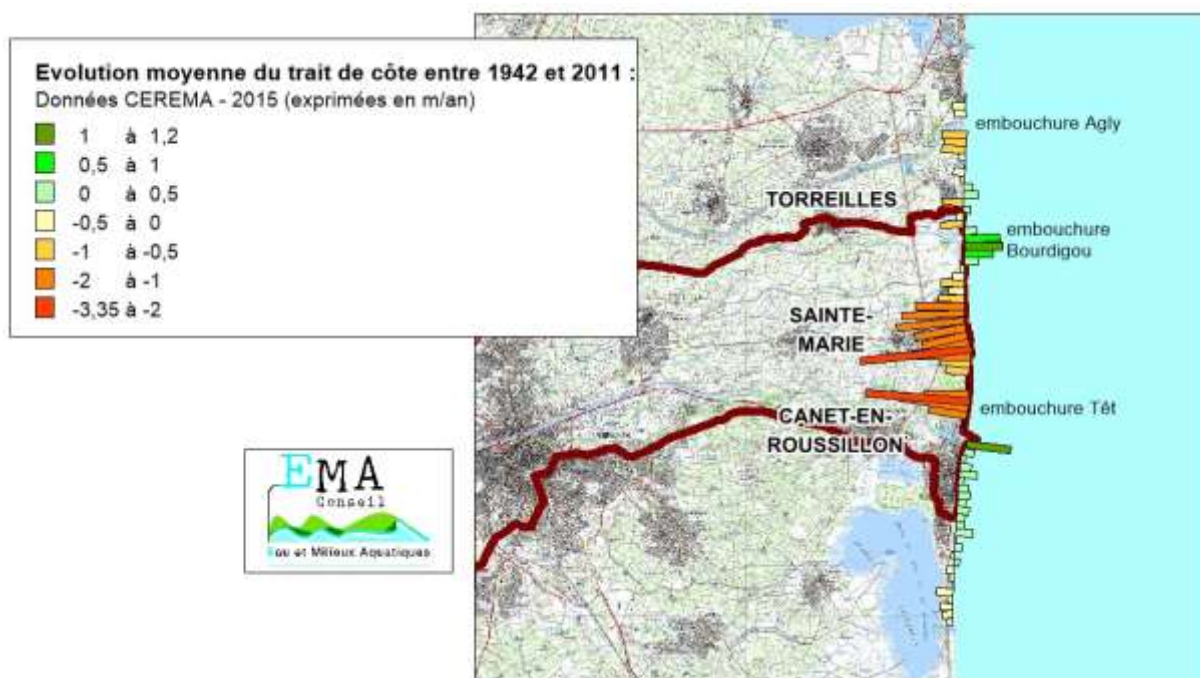 Evolution moyenne du trait de côte entre 1942 et 2011 :
Données CEREMA - 2015 (exprimées en m/an)
1 à 1,2
0,5 à 1
0 à 0,5
-0,5 à 0
-1 à -0,5
-2 à -1
-3,35 à -2
embouchure Agly
TORREILLES
embouchure
Bourdigou
SAINTE-
MARIE
embouchure Têt
CANET-EN-
ROUSSILLON
EMA
Conseil
Eau et Milieux Aquatiques